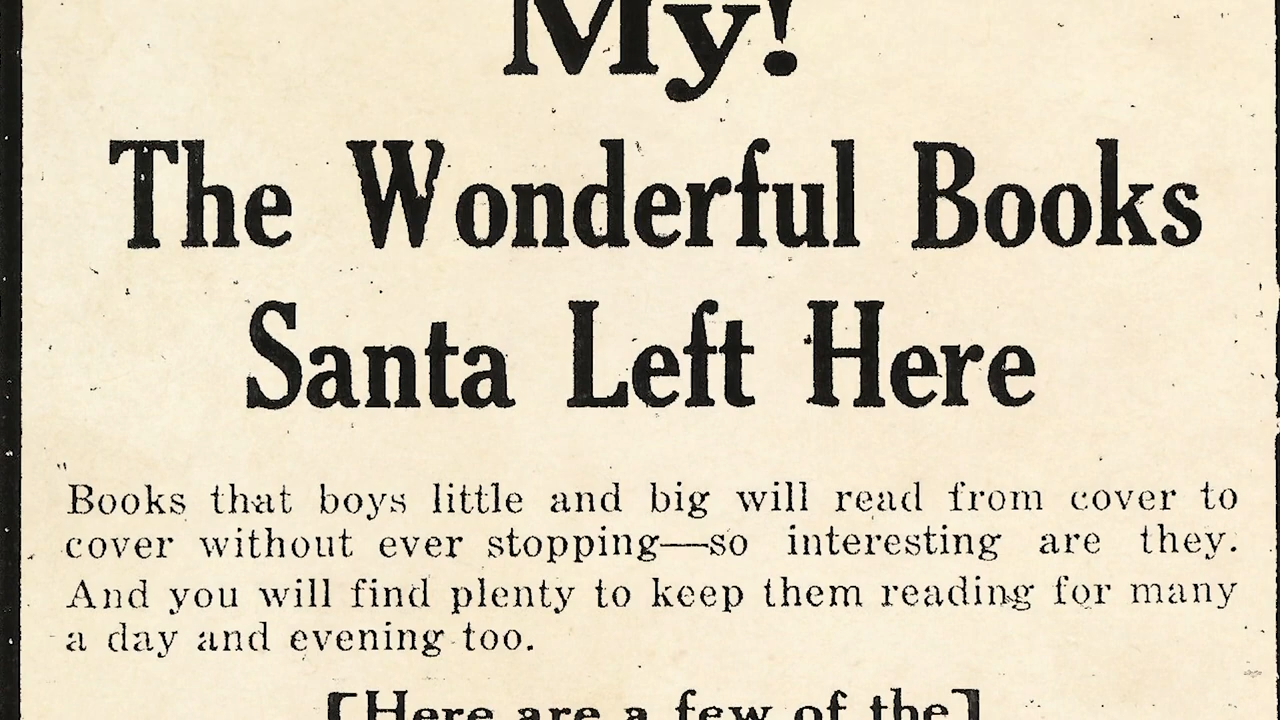 My!
The Wonderful Books
Santa Left Here
Books that boys little and big will read from cover to
cover without ever stopping—so interesting are they.
And you will find plenty to keep them reading for many
a day and evening too.
[Here are a few of the]